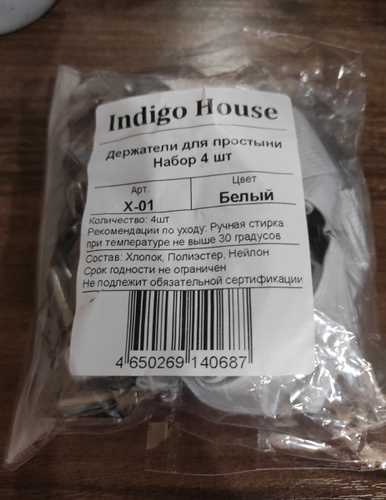 Indigo House
Держатели для простыни
Набор 4 шт
Арт. Цвет
X-01 Белый
Количество: 4шт
Рекомендации по уходу: Ручная стирка
при температуре не выше 30 градусов
Состав: Хлопок, Полиэстер, Нейлон
Срок годности не ограничен
Не подлежит обязательной сертификации
4 650269 140687